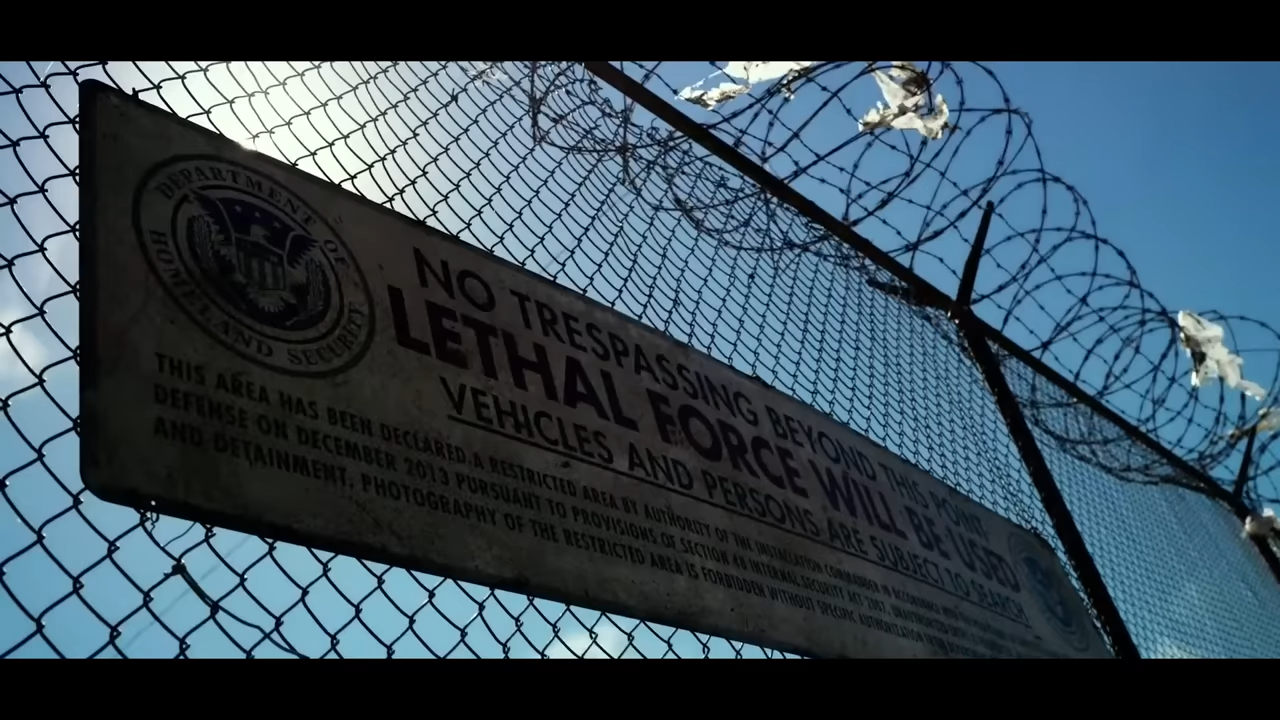 DEPARTMENT OF
HOMELAND SECURITY
NO TRESPASSING BEYOND THIS POINT
LETHAL FORCE WILL BE USED
VEHICLES AND PERSONS ARE SUBJECT TO SEARCH
THIS AREA HAS BEEN DECLARED A RESTRICTED AREA BY AUTHORITY OF THE INSTALLATION COMMANDER IN ACCORDANCE
DEFENSE ON DECEMBER 2013 PURSUANT TO PROVISIONS OF SECTION INTERNAL SECURITY ACT
AND DETAINMENT. PHOTOGRAPHY OF THE RESTRICTED AREA IS FORBIDDEN WITHOUT SPECIFIC AUTHORIZATION